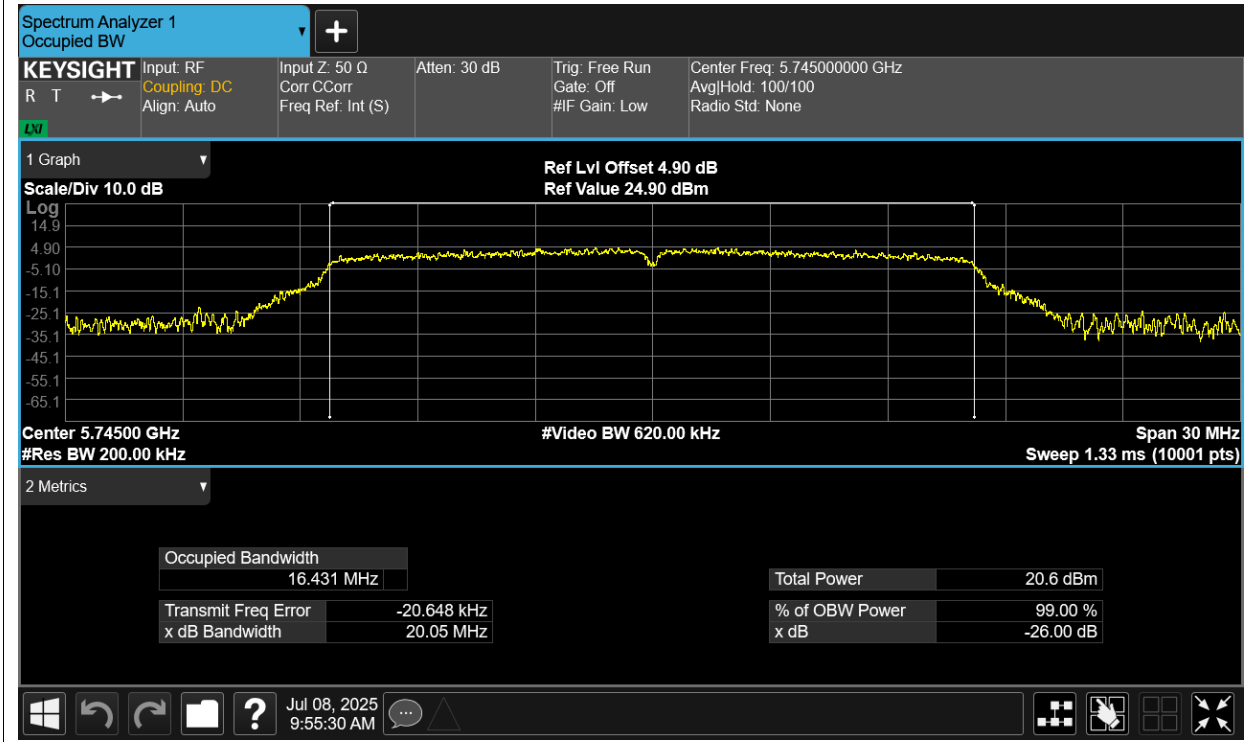 Spectrum Analyzer 1
Occupied BW
KEYSIGHT
R T
LXI
Input: RF
Coupling: DC
Align: Auto
Input Z: 50 Ω
Corr CCorr
Freq Ref: Int (S)
Atten: 30 dB
Trig: Free Run
Gate: Off
#IF Gain: Low
Center Freq: 5.745000000 GHz
Avg|Hold: 100/100
Radio Std: None
1 Graph
Scale/Div 10.0 dB
Ref Lvl Offset 4.90 dB
Ref Value 24.90 dBm
Log
14.9
4.90
-5.10
-15.1
-25.1
-35.1
-45.1
-55.1
-65.1
Center 5.74500 GHz
#Res BW 200.00 kHz
#Video BW 620.00 kHz
Span 30 MHz
Sweep 1.33 ms (10001 pts)
2 Metrics
Occupied Bandwidth
16.431 MHz
Total Power 20.6 dBm
Transmit Freq Error -20.648 kHz
% of OBW Power 99.00 %
x dB Bandwidth 20.05 MHz
x dB -26.00 dB
?
Jul 08, 2025
9:55:30 AM